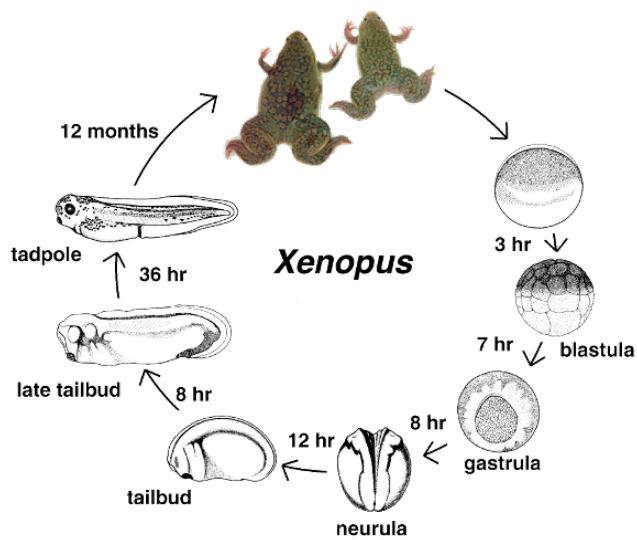 12 months
3 hr
tadpole
Xenopus
36 hr
7 hr
blastula
late tailbud
8 hr
8 hr
gastrula
12 hr
tailbud
neurula